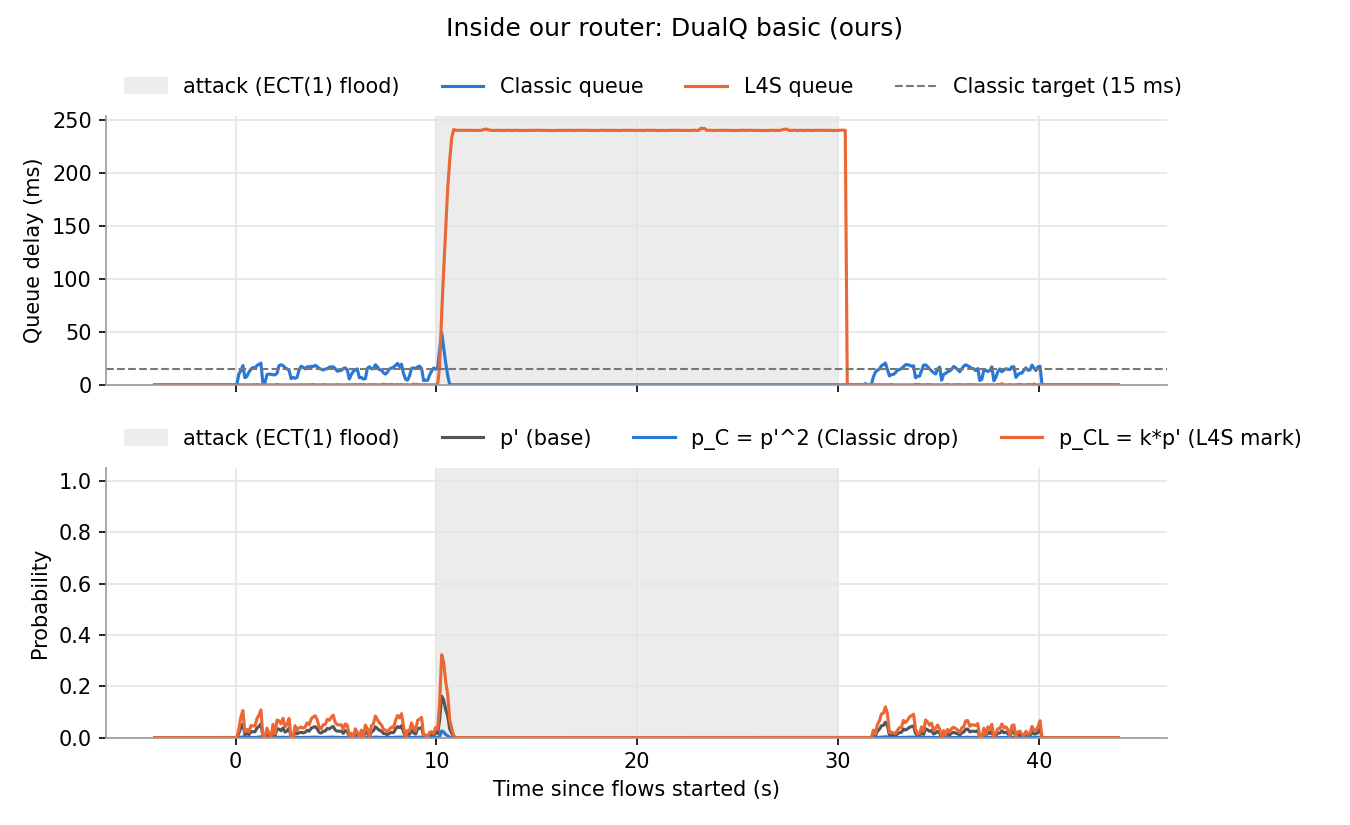 Inside our router: DualQ basic (ours)
attack (ECT(1) flood) Classic queue L4S queue Classic target (15 ms)
Queue delay (ms)
250
200
150
100
50
0
attack (ECT(1) flood) p' (base) p_C = p'^2 (Classic drop) p_CL = k*p' (L4S mark)
Probability
1.0
0.8
0.6
0.4
0.2
0.0
0 10 20 30 40
Time since flows started (s)